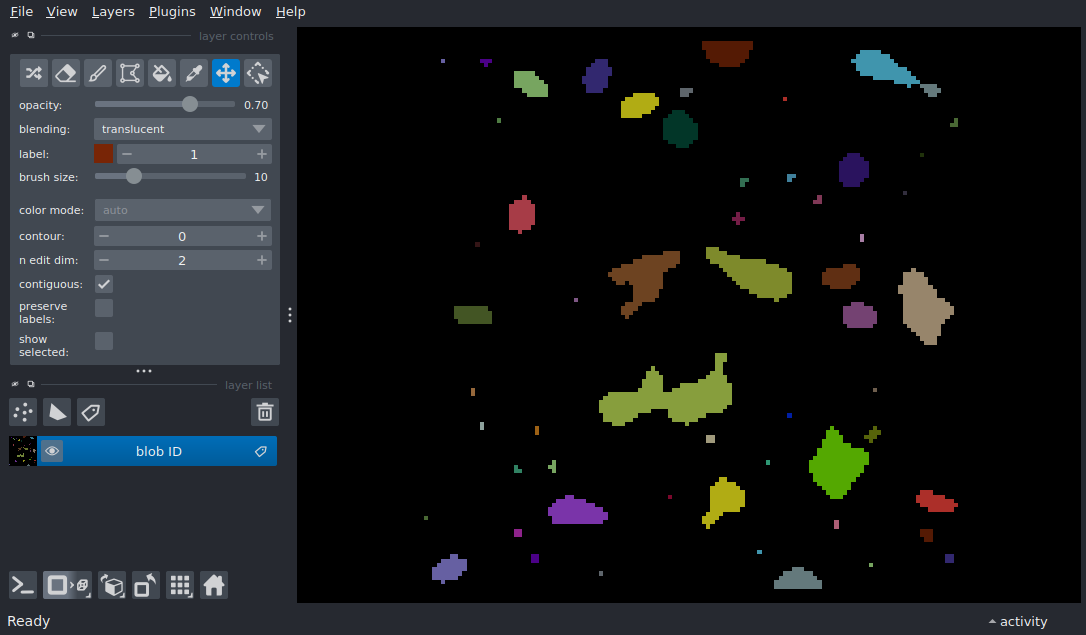 File View Layers Plugins Window Help
layer controls
opacity: 0.70
blending: translucent
label: 1
brush size: 10
color mode: auto
contour: 0
n edit dim: 2
contiguous:
preserve
labels:
show
selected:
layer list
blob ID
Ready
activity